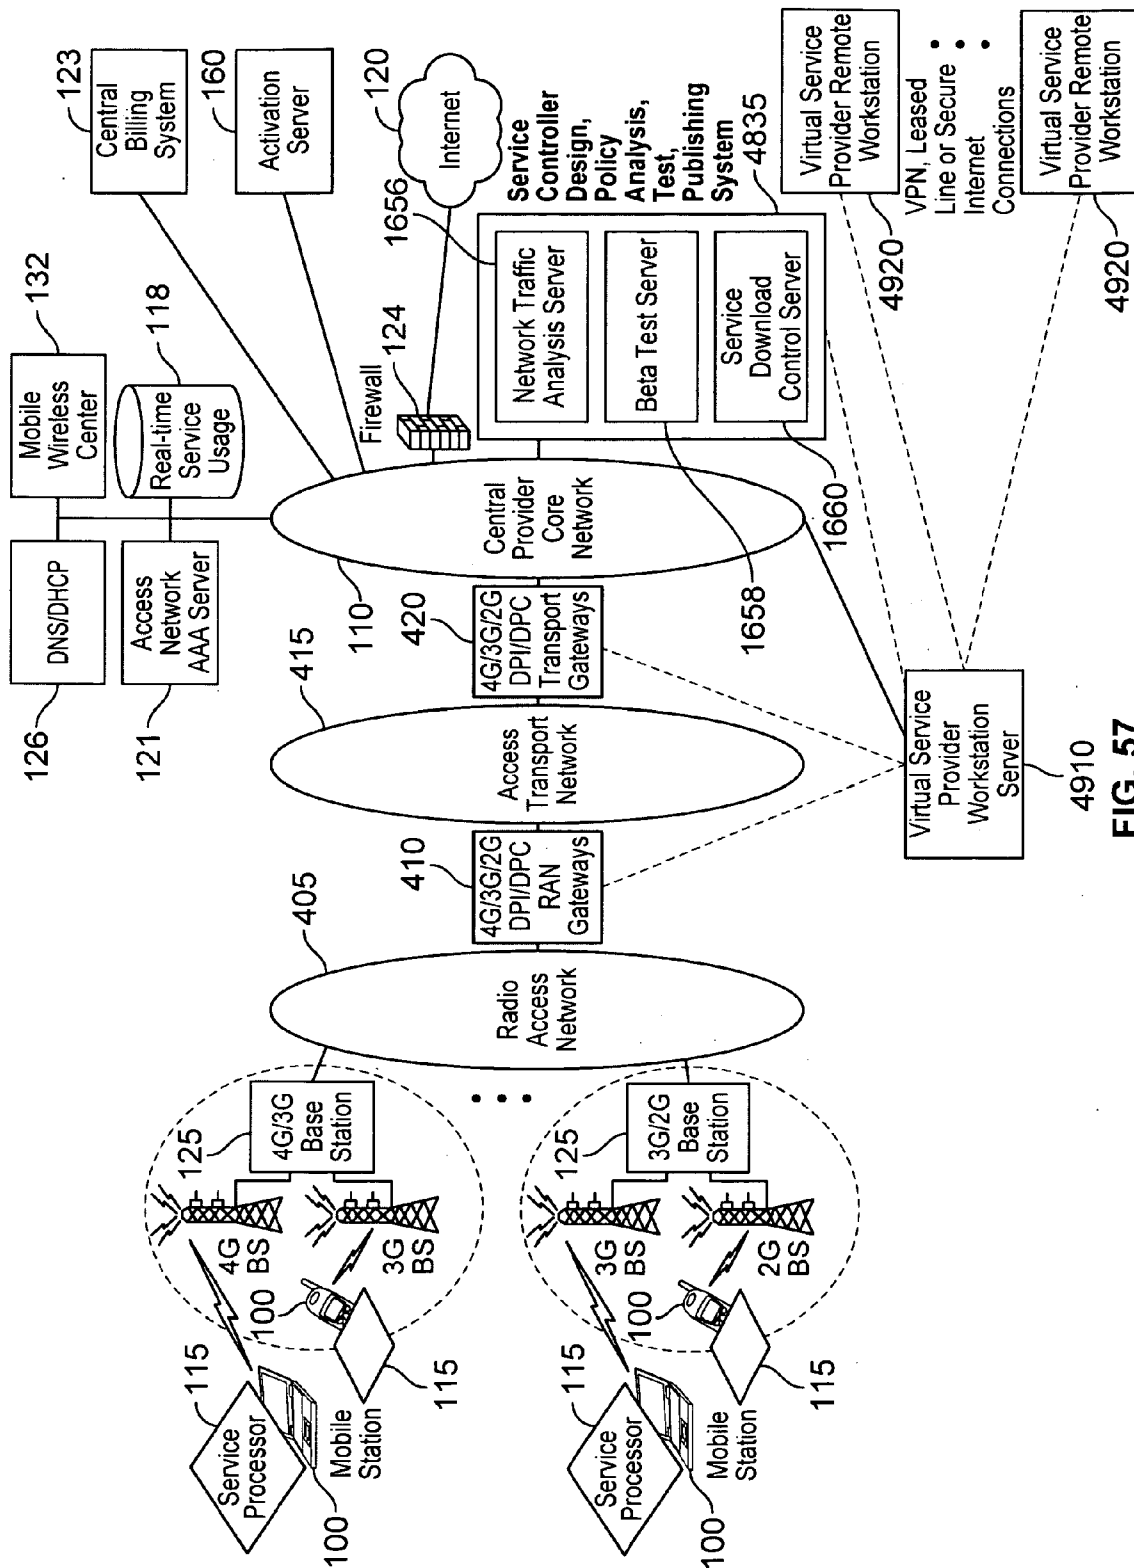 123
Central
Billing
System
160
Activation
Server
120
Internet
132
Mobile
Wireless
Center
118
Real-time
Service
Usage
DNS/DHCP
126
Access
Network
AAA Server
121
Firewall
124
1656
Service
Controller
Design,
Policy
Analysis,
Test,
Publishing
System
4835
Network Traffic
Analysis Server
Beta Test Server
Service
Download
Control Server
1658
1660
Central
Provider
Core
Network
110
420
4G/3G/2G
DPI/DPC
Transport
Gateways
415
Access
Transport
Network
410
4G/3G/2G
DPI/DPC
RAN
Gateways
405
Radio
Access
Network
125
4G/3G
Base
Station
4G
BS
3G
BS
100
115
115
Service
Processor
Mobile
Station
100
125
3G/2G
Base
Station
3G
BS
2G
BS
100
115
115
Service
Processor
Mobile
Station
100
Virtual Service
Provider Remote
Workstation
4920
VPN, Leased
Line or Secure
Internet
Connections
Virtual Service
Provider Remote
Workstation
4920
Virtual Service
Provider
Workstation
Server
4910
FIG. 57